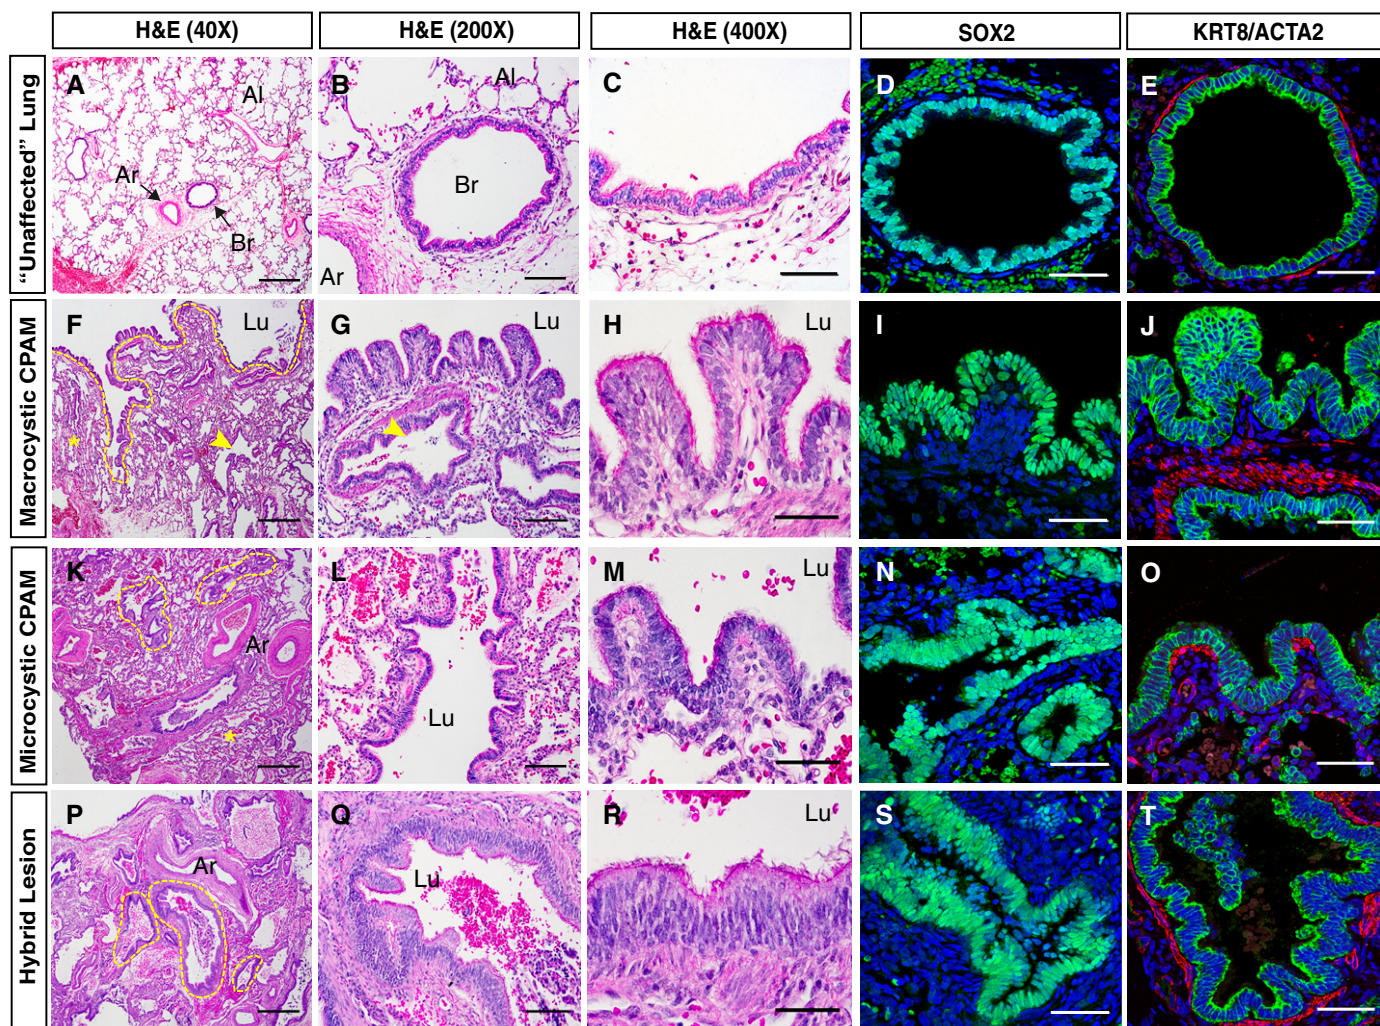 H&E (40X) H&E (200X) H&E (400X) SOX2 KRT8/ACTA2
"Unaffected" Lung
A Al Ar Br
B Al Br Ar
C
D
E
Macrocystic CPAM
F Lu *
G Lu
H Lu
I
J
Microcystic CPAM
K Ar *
L Lu
M Lu
N
O
Hybrid Lesion
P Ar
Q Lu
R Lu
S
T